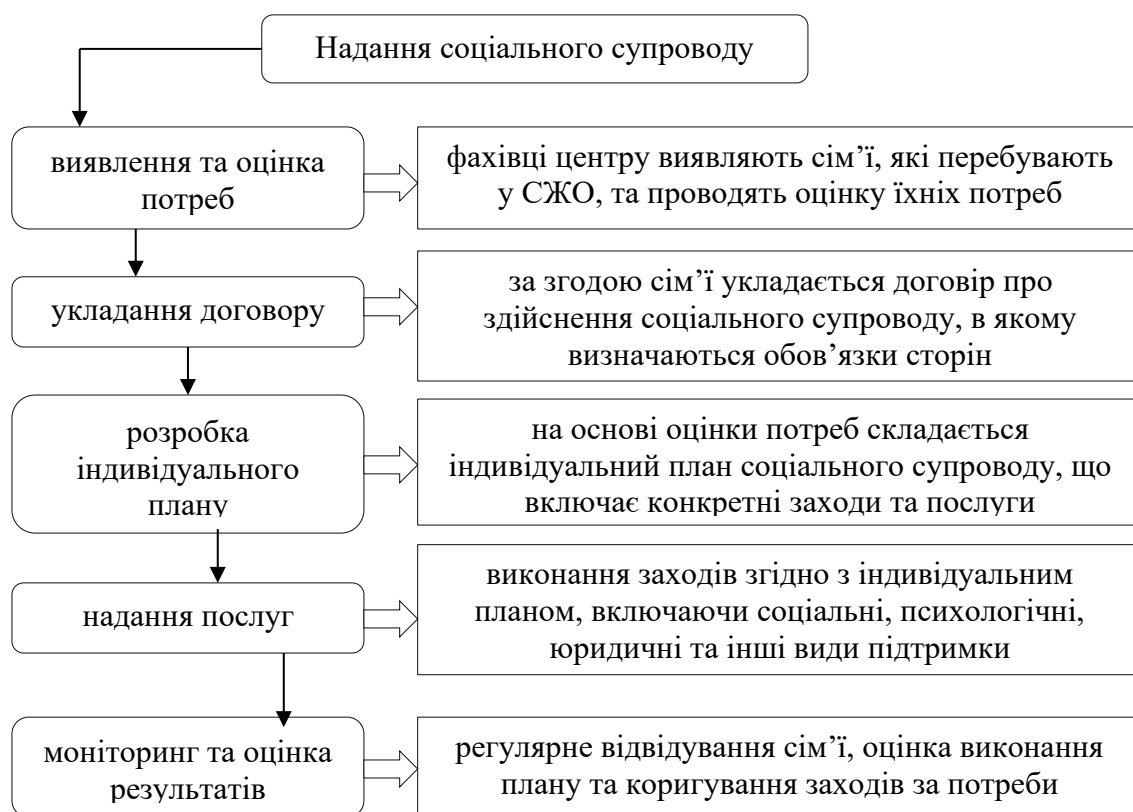 Надання соціального супроводу
виявлення та оцінка
потреб
фахівці центру виявляють сім’ї, які перебувають
у СЖО, та проводять оцінку їхніх потреб
укладання договору
за згодою сім’ї укладається договір про
здійснення соціального супроводу, в якому
визначаються обов’язки сторін
розробка
індивідуального
плану
на основі оцінки потреб складається
індивідуальний план соціального супроводу, що
включає конкретні заходи та послуги
надання послуг
виконання заходів згідно з індивідуальним
планом, включаючи соціальні, психологічні,
юридичні та інші види підтримки
моніторинг та оцінка
результатів
регулярне відвідування сім’ї, оцінка виконання
плану та коригування заходів за потреби